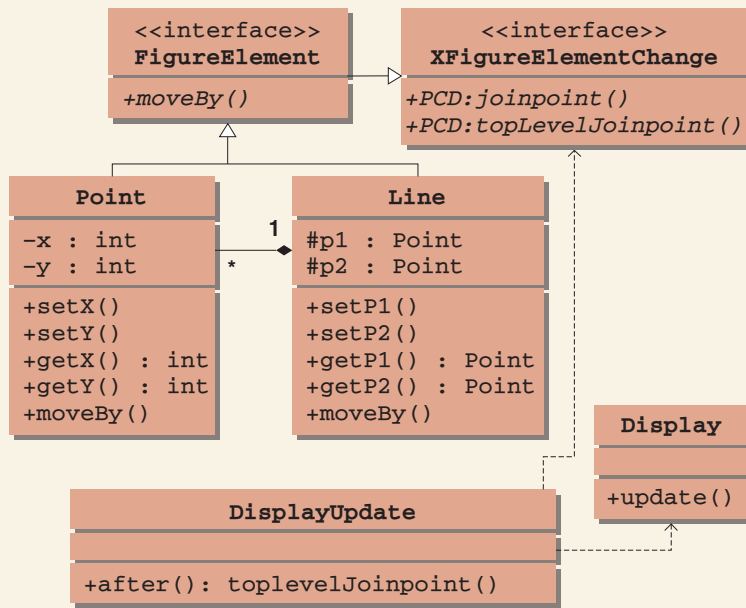 <<interface>>
FigureElement
+moveBy()
<<interface>>
XFigureElementChange
+PCD:joinpoint()
+PCD:topLevelJoinpoint()
Point
-x : int
-y : int
+setX()
+setY()
+getX() : int
+getY() : int
+moveBy()
1
*
Line
#p1 : Point
#p2 : Point
+setP1()
+setP2()
+getP1() : Point
+getP2() : Point
+moveBy()
Display
+update()
DisplayUpdate
+after(): toplevelJoinpoint()